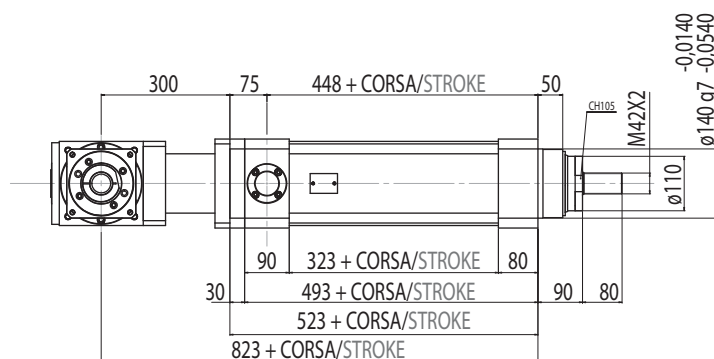 300
75
448 + CORSA/STROKE
50
CH105
M42X2
ø110
ø140 α7
-0,0140
-0,0540
90
323 + CORSA/STROKE
80
30
493 + CORSA/STROKE
90
80
523 + CORSA/STROKE
823 + CORSA/STROKE